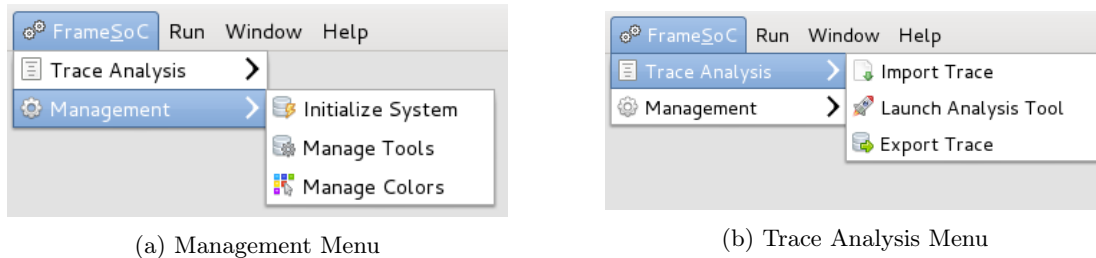 FrameSoC Run Window Help
Trace Analysis
Management
Initialize System
Manage Tools
Manage Colors
(a) Management Menu
FrameSoC Run Window Help
Trace Analysis
Management
Import Trace
Launch Analysis Tool
Export Trace
(b) Trace Analysis Menu